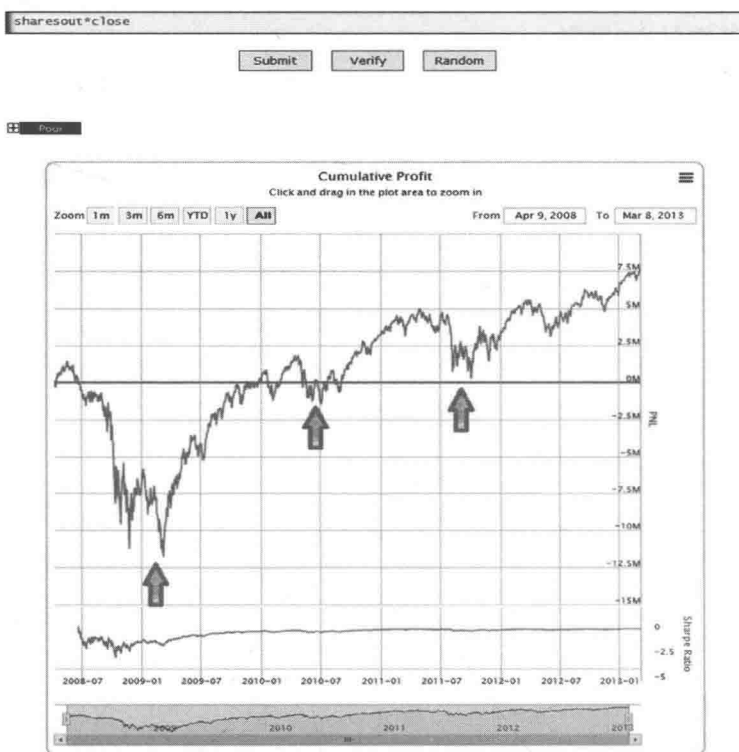 sharesout*close
Submit Verify Random
Pour
Cumulative Profit
Click and drag in the plot area to zoom in
Zoom 1m 3m 6m YTD 1y All From Apr 9, 2008 To Mar 8, 2013
7.5M
5M
2.5M
0M
-2.5M
PNL
-5M
-7.5M
-10M
-12.5M
-15M
0
-2.5
-5
Sharpe Ratio
2008-07 2009-01 2009-07 2010-01 2010-07 2011-01 2011-07 2012-01 2012-07 2013-01
2009 2010 2011 2012 2013